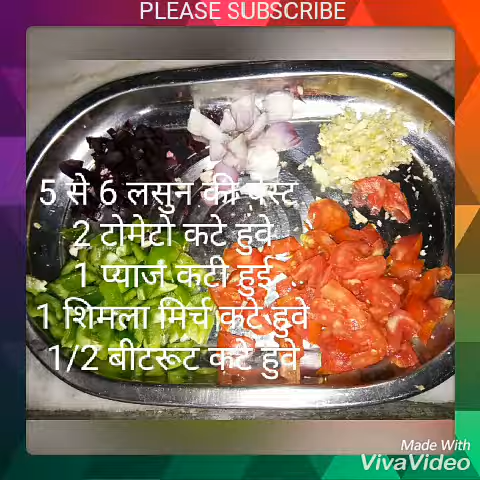 PLEASE SUBSCRIBE
5 से 6 लसुन की पेस्ट
2 टोमेटो कटे हुवे
1 प्याज कटी हुई
1 शिमला मिर्च कटे हुवे
1/2 बीटरूट कटे हुवे
Made With
VivaVideo